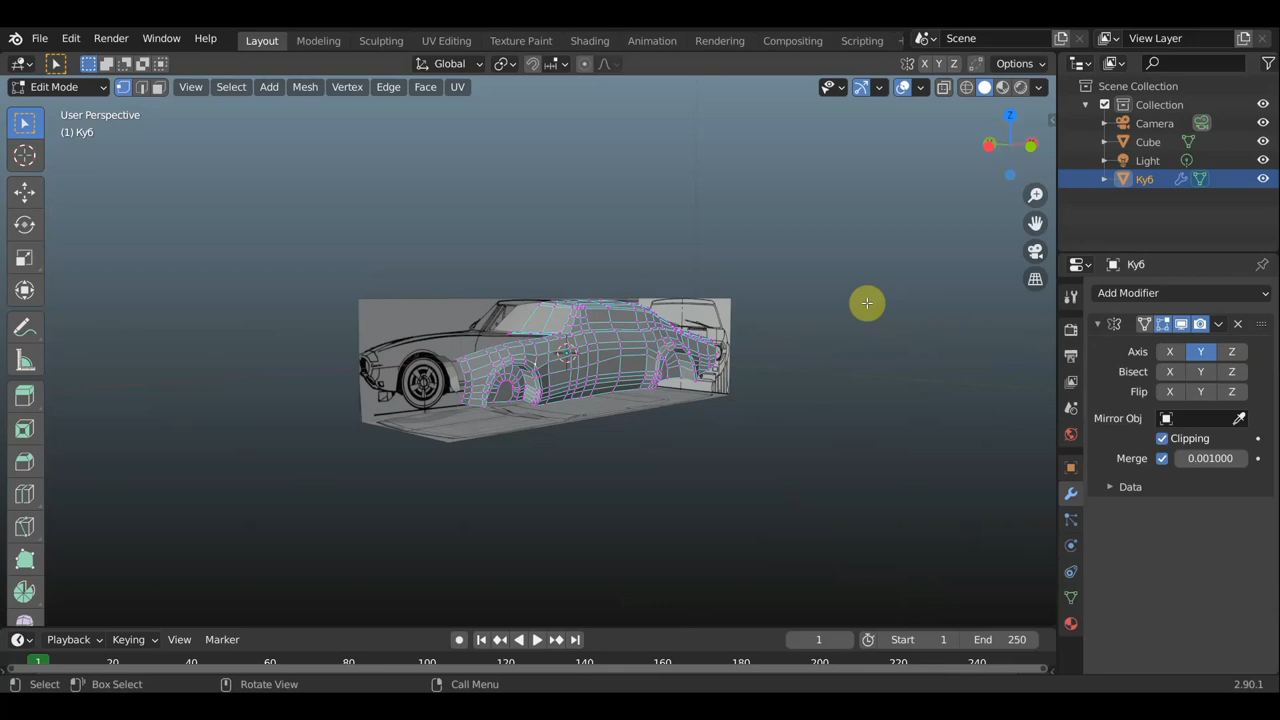 File Edit Render Window Help
Layout Modeling Sculpting UV Editing Texture Paint Shading Animation Rendering Compositing Scripting
Scene View Layer
Global Options
X Y Z
Edit Mode View Select Add Mesh Vertex Edge Face UV
User Perspective
(1) Куб
Z
Scene Collection
Collection
Camera
Cube
Light
Куб
Куб
Add Modifier
Axis X Y Z
Bisect X Y Z
Flip X Y Z
Mirror Obj
Clipping
Merge 0.001000
Data
Playback Keying View Marker
1 Start 1 End 250
1 20 40 60 80 100 120 140 160 180 200 220 240
Select Box Select Rotate View Call Menu 2.90.1